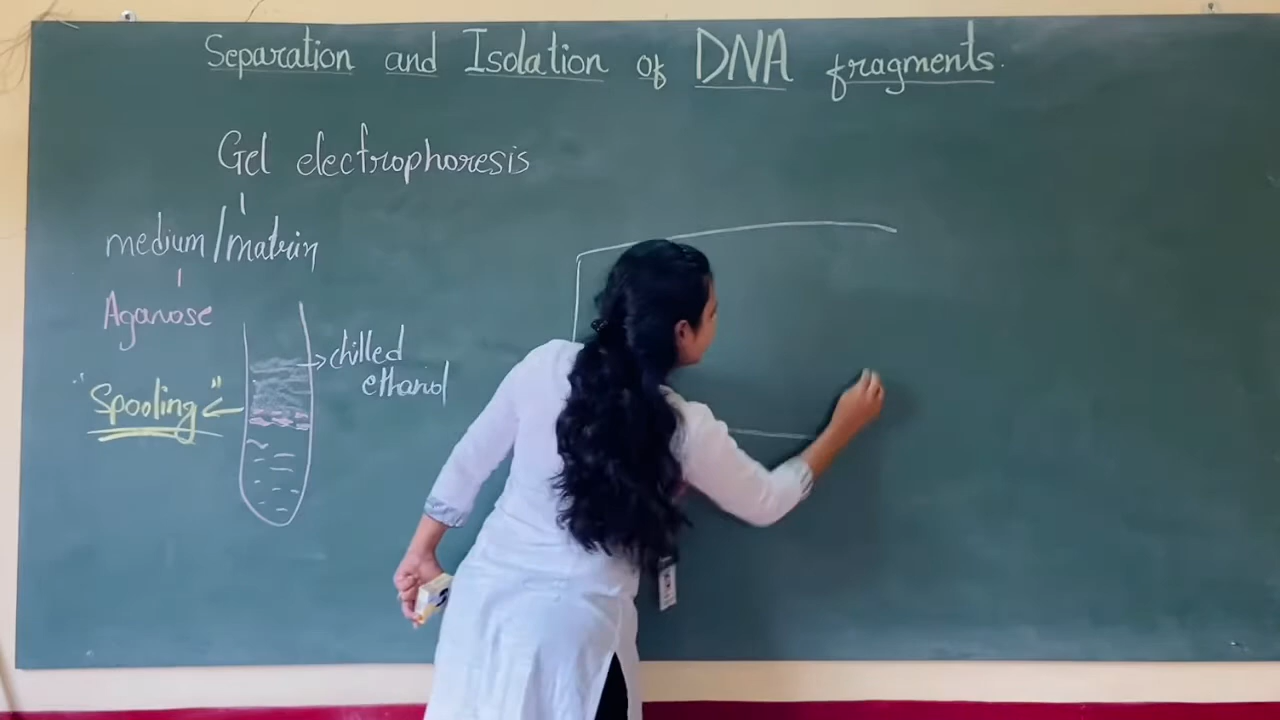 Separation and Isolation of DNA fragments.
Gel electrophoresis
medium/matrix
Agarose
chilled
ethanol
"Spooling"